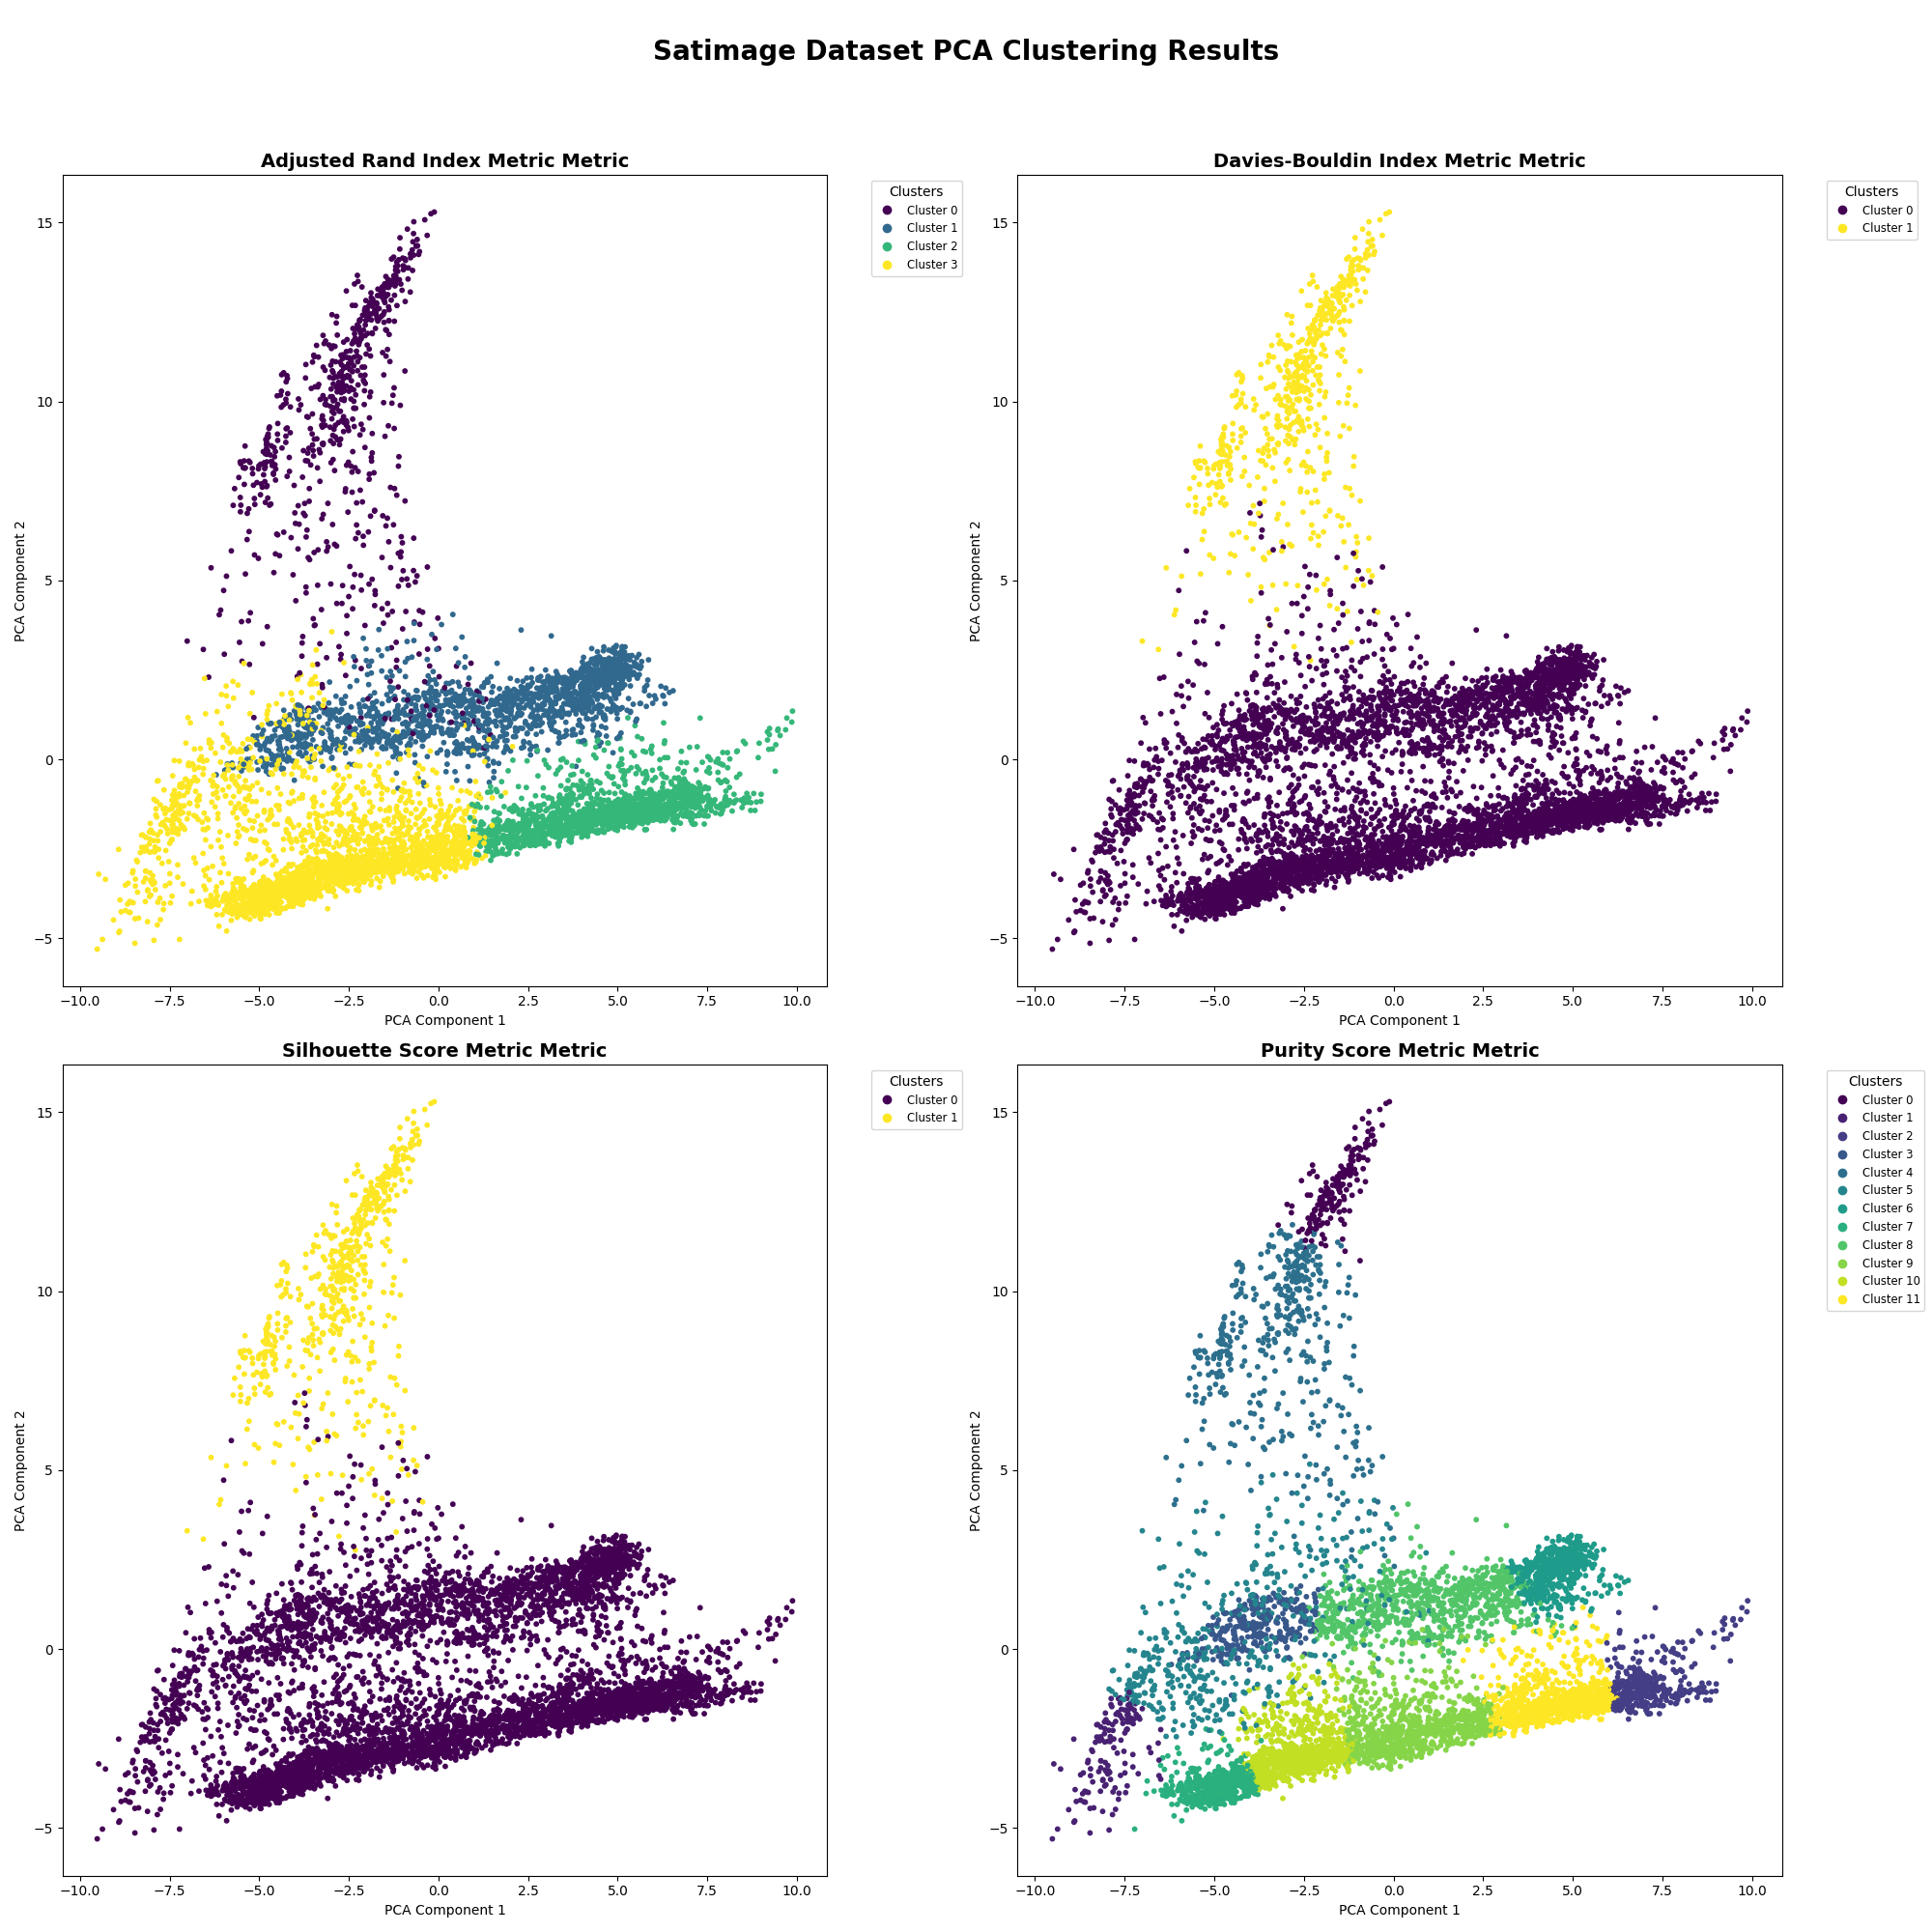 Satimage Dataset PCA Clustering Results
Adjusted Rand Index Metric Metric
Clusters
Cluster 0
Cluster 1
Cluster 2
Cluster 3
PCA Component 2
15
10
5
0
−5
−10.0 −7.5 −5.0 −2.5 0.0 2.5 5.0 7.5 10.0
PCA Component 1
Davies-Bouldin Index Metric Metric
Clusters
Cluster 0
Cluster 1
PCA Component 2
15
10
5
0
−5
−10.0 −7.5 −5.0 −2.5 0.0 2.5 5.0 7.5 10.0
PCA Component 1
Silhouette Score Metric Metric
Clusters
Cluster 0
Cluster 1
PCA Component 2
15
10
5
0
−5
−10.0 −7.5 −5.0 −2.5 0.0 2.5 5.0 7.5 10.0
PCA Component 1
Purity Score Metric Metric
Clusters
Cluster 0
Cluster 1
Cluster 2
Cluster 3
Cluster 4
Cluster 5
Cluster 6
Cluster 7
Cluster 8
Cluster 9
Cluster 10
Cluster 11
PCA Component 2
15
10
5
0
−5
−10.0 −7.5 −5.0 −2.5 0.0 2.5 5.0 7.5 10.0
PCA Component 1